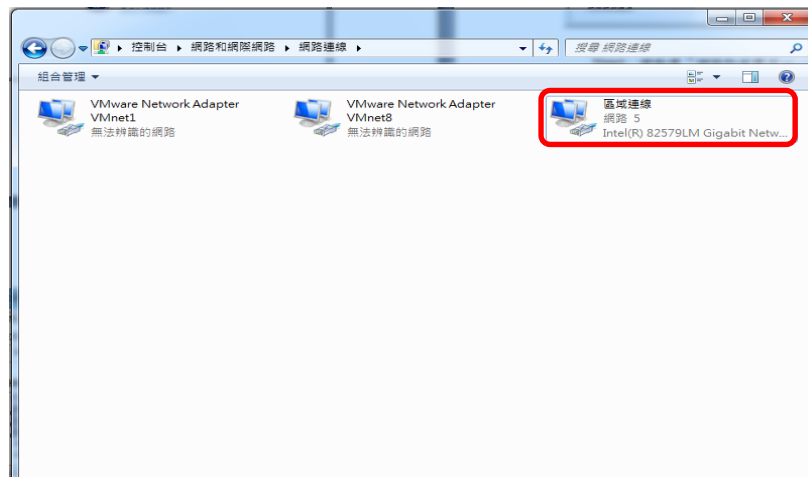 控制台 ▸ 網路和網際網路 ▸ 網路連線 ▸
搜尋 網路連線
組合管理
VMware Network Adapter
VMnet1
無法辨識的網路
VMware Network Adapter
VMnet8
無法辨識的網路
區域連線
網路 5
Intel(R) 82579LM Gigabit Netw...